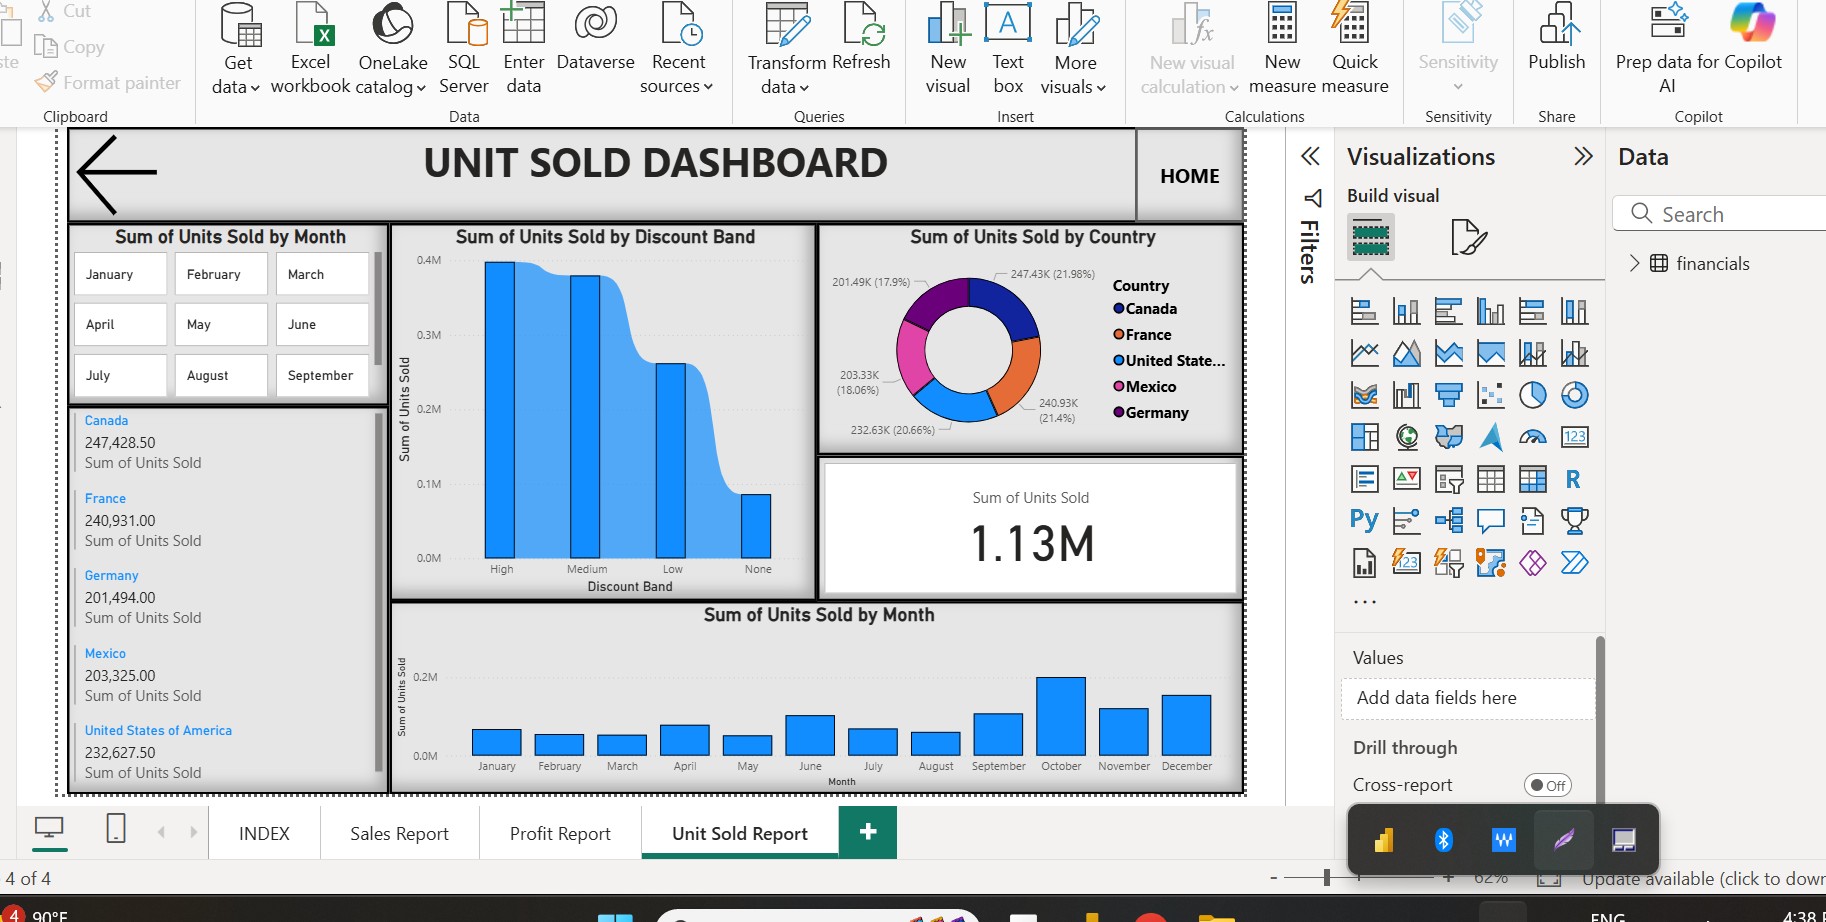 Cut
Copy
Format painter
Clipboard
Get data
Excel workbook
OneLake catalog
SQL Server
Enter data
Dataverse
Recent sources
Data
Transform data
Refresh
Queries
New visual
Text box
More visuals
Insert
New visual calculation
New measure
Quick measure
Calculations
Sensitivity
Sensitivity
Publish
Share
Prep data for AI
Copilot
Copilot
UNIT SOLD DASHBOARD
HOME
Sum of Units Sold by Month
January
February
March
April
May
June
July
August
September
Canada
247,428.50
Sum of Units Sold
France
240,931.00
Sum of Units Sold
Germany
201,494.00
Sum of Units Sold
Mexico
203,325.00
Sum of Units Sold
United States of America
232,627.50
Sum of Units Sold
Sum of Units Sold by Discount Band
0.4M
0.3M
0.2M
0.1M
0.0M
Sum of Units Sold
High
Medium
Low
None
Discount Band
Sum of Units Sold by Country
201.49K (17.9%)
247.43K (21.98%)
203.33K
(18.06%)
240.93K
(21.4%)
232.63K (20.66%)
Country
Canada
France
United State...
Mexico
Germany
Sum of Units Sold
1.13M
Sum of Units Sold by Month
Sum of Units Sold
0.2M
0.0M
January
February
March
April
May
June
July
August
September
October
November
December
Month
Filters
Visualizations
Build visual
123
R
Py
123
...
Values
Add data fields here
Drill through
Cross-report
Off
Data
Search
financials
INDEX
Sales Report
Profit Report
Unit Sold Report
+
4 of 4
-
+
62%
Update available (click to down
4
90°F
ENG
4:38